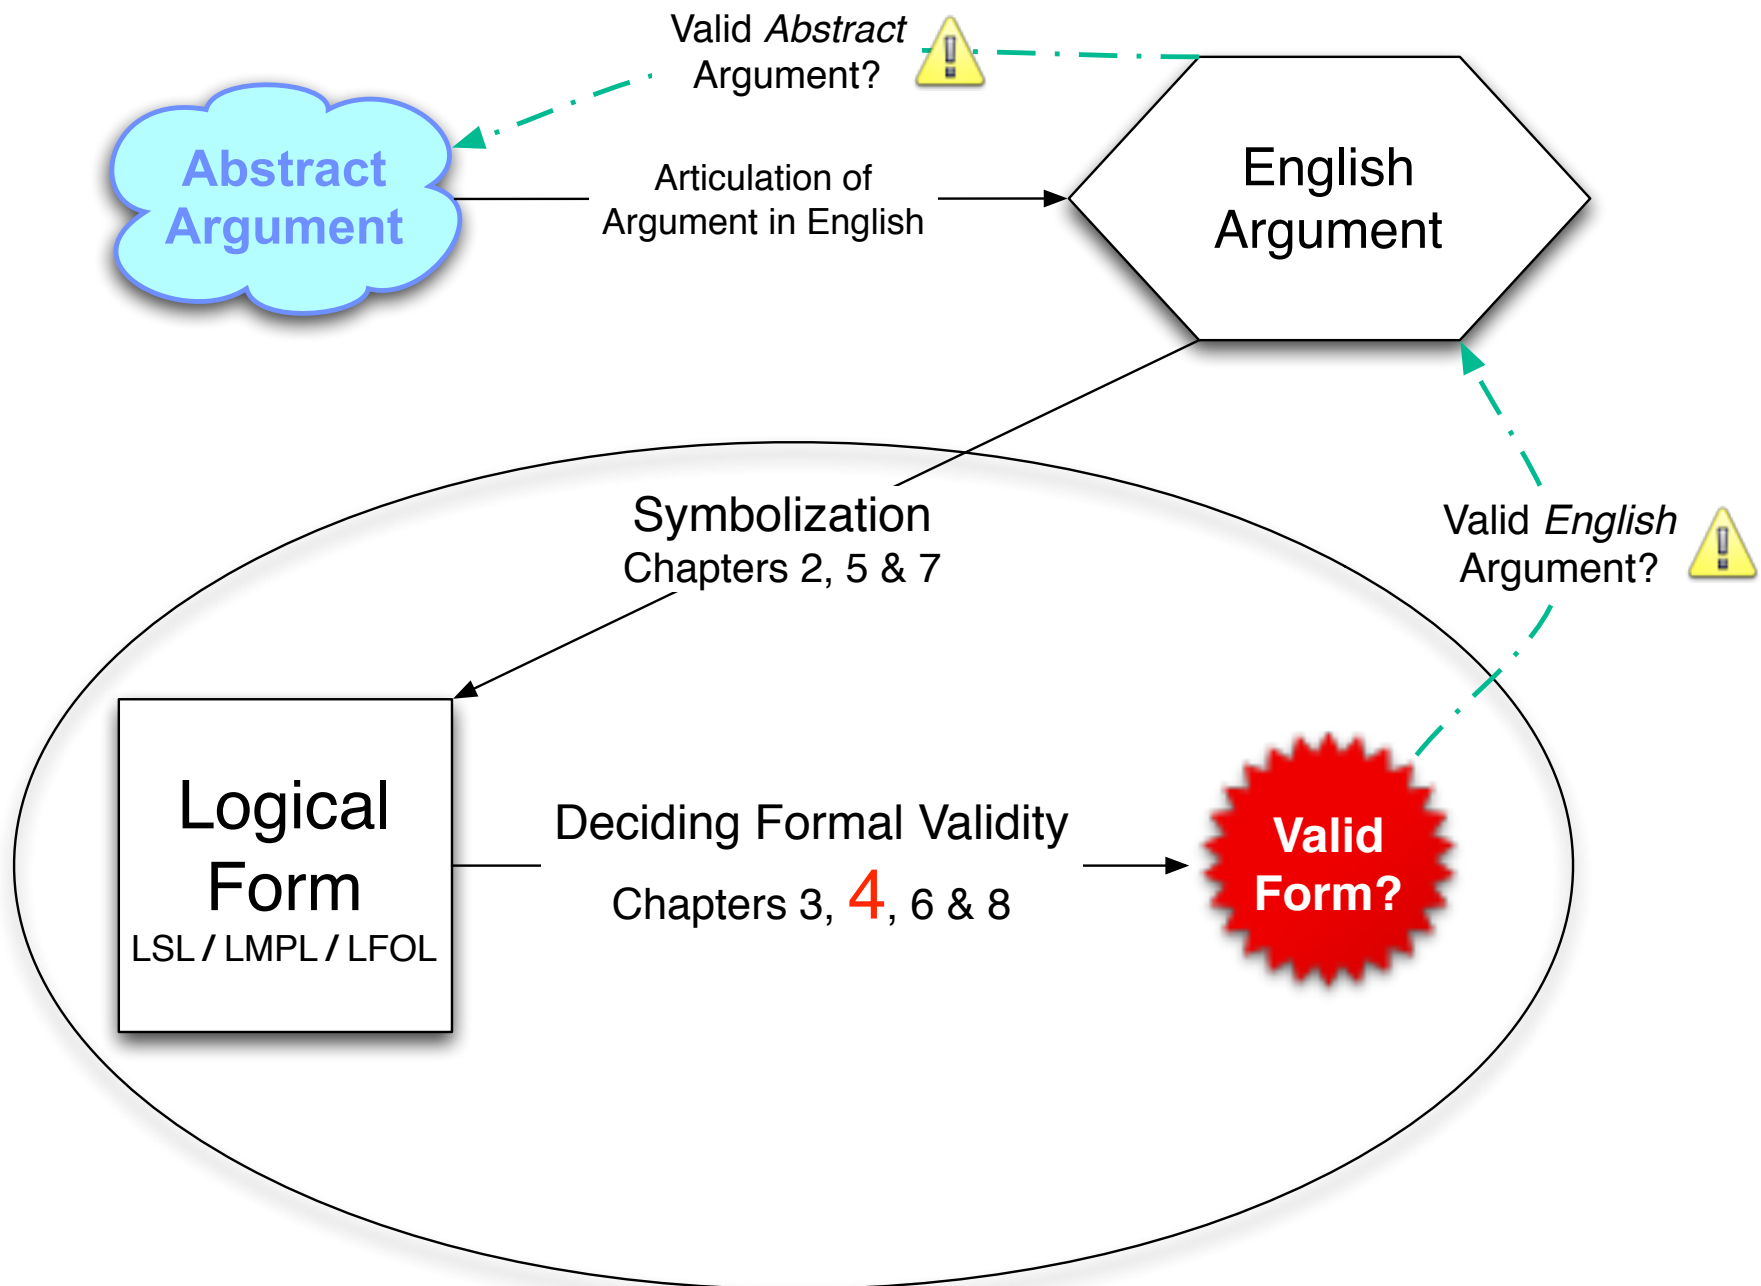 Valid Abstract
Argument?
Abstract
Argument
Articulation of
Argument in English
English
Argument
Symbolization
Chapters 2, 5 & 7
Valid English
Argument?
Logical
Form
LSL / LMPL / LFOL
Deciding Formal Validity
Chapters 3, 4, 6 & 8
Valid
Form?